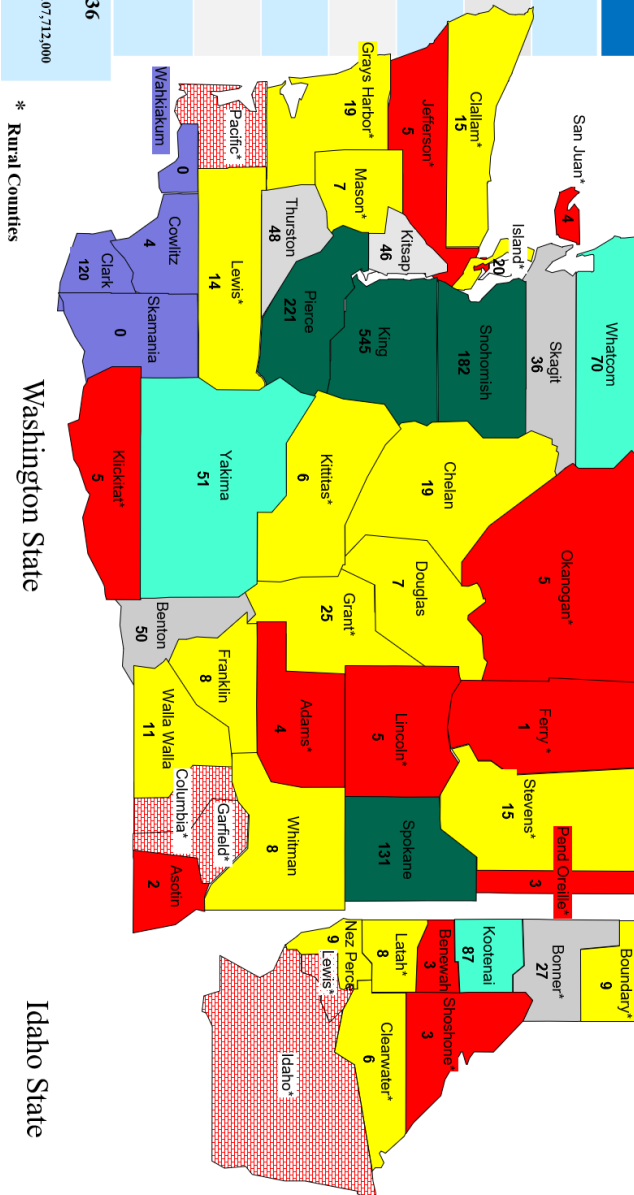 36
07,712,000
* Rural Counties
Washington State
Idaho State
San Juan*
4
Whatcom
70
Skagit
36
Island*
20
Clallam*
15
Jefferson*
5
Snohomish
182
Okanogan*
5
Ferry *
1
Stevens*
15
Pend Oreille*
3
Boundary*
9
Bonner*
27
Kootenai
87
Benewah
3
Shoshone*
3
Latah*
8
Clearwater*
6
Nez Perce
9
Lewis*
Idaho*
Grays Harbor*
19
Mason*
7
Kitsap
46
King
545
Chelan
19
Douglas
7
Lincoln*
5
Spokane
131
Thurston
48
Pierce
221
Kittitas*
6
Grant*
25
Adams*
4
Whitman
8
Pacific*
Lewis*
14
Yakima
51
Benton
50
Franklin
8
Walla Walla
11
Columbia*
Garfield*
Asotin
2
Wahkiakum
0
Cowlitz
4
Clark
120
Skamania
0
Klickitat*
5